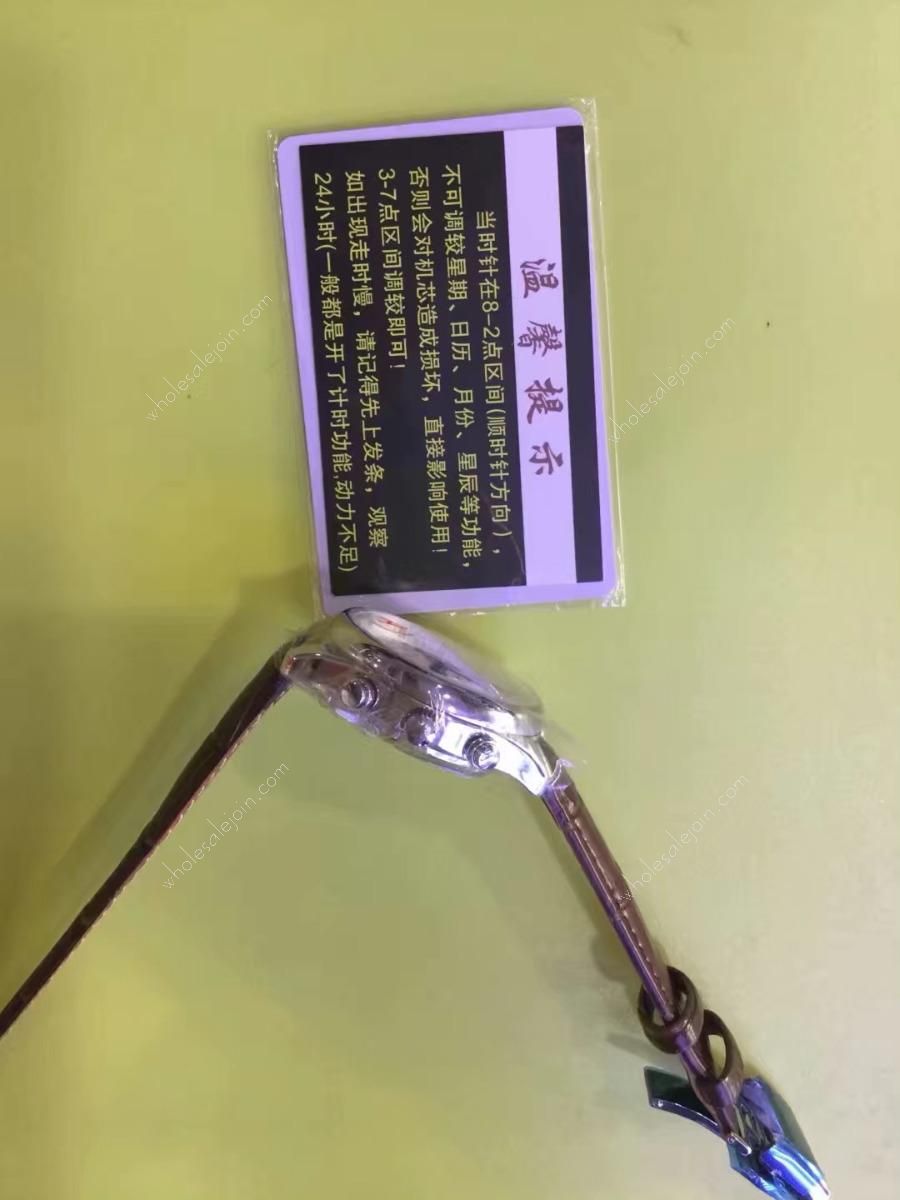 温馨提示
当时针在8-2点区间(顺时针方向)，
不可调较星期、日历、月份、星辰等功能，
否则会对机芯造成损坏，直接影响使用！
3-7点区间调较即可！
如出现走时慢，请记得先上发条，观察
24小时(一般都是开了计时功能,动力不足)
wholesalejoin.com
wholesalejoin.com
wholesalejoin.com
wholesalejoin.com